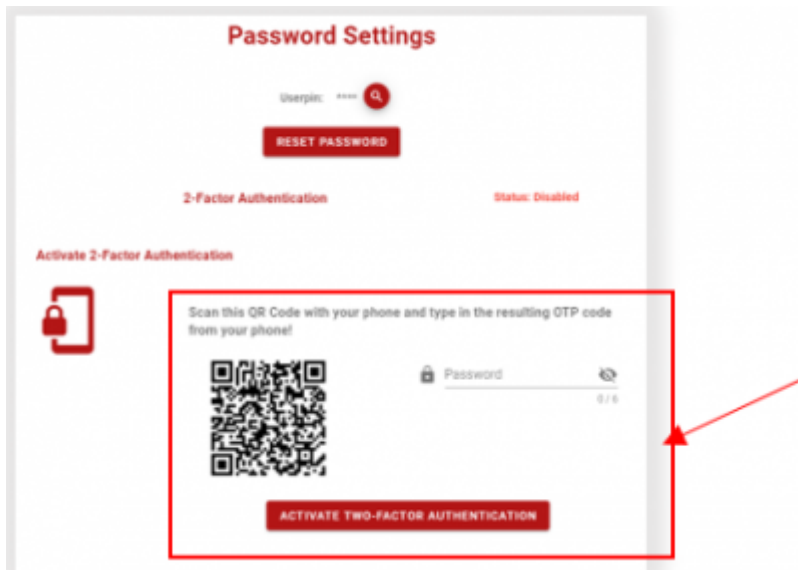 Password Settings
Userpin: ••••
RESET PASSWORD
2-Factor Authentication Status: Disabled
Activate 2-Factor Authentication
Scan this QR Code with your phone and type in the resulting OTP code
from your phone!
Password
0 / 6
ACTIVATE TWO-FACTOR AUTHENTICATION